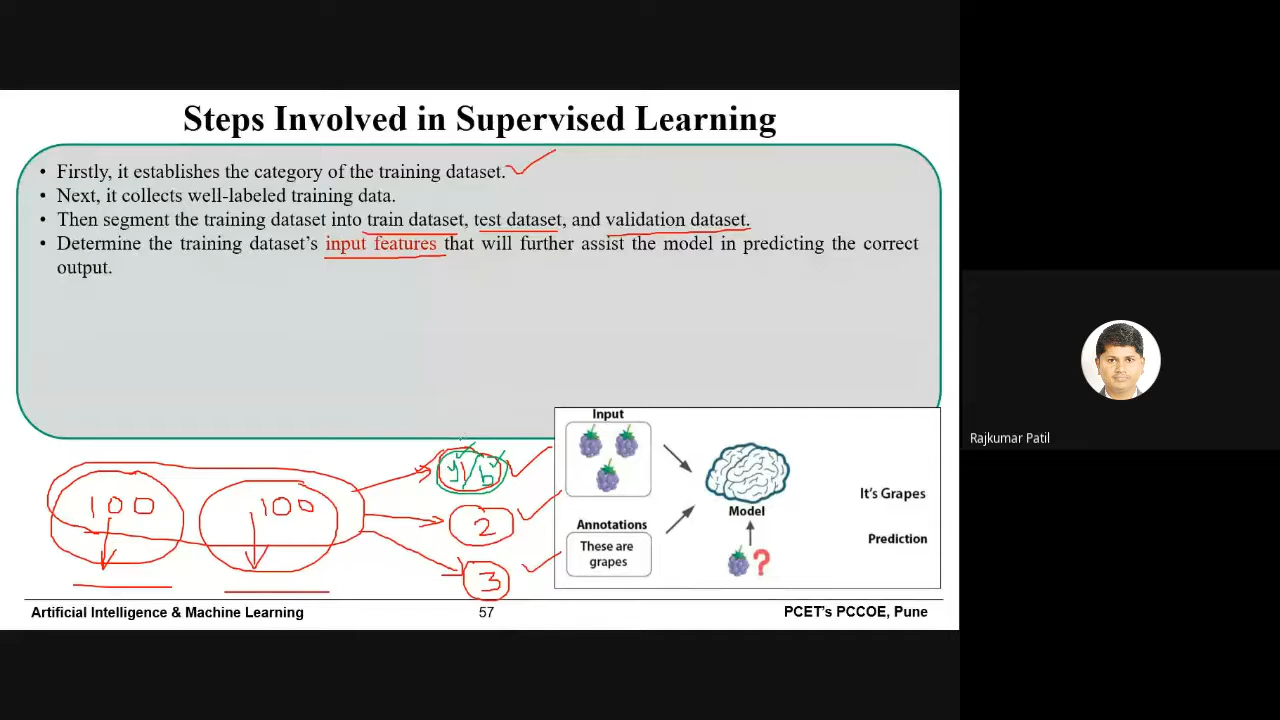 Steps Involved in Supervised Learning
• Firstly, it establishes the category of the training dataset.
• Next, it collects well-labeled training data.
• Then segment the training dataset into train dataset, test dataset, and validation dataset.
• Determine the training dataset's input features that will further assist the model in predicting the correct
output.
Input
Annotations
These are
grapes
Model
?
It's Grapes
Prediction
100
100
y/b
2
3
Artificial Intelligence & Machine Learning
57
PCET's PCCOE, Pune
Rajkumar Patil